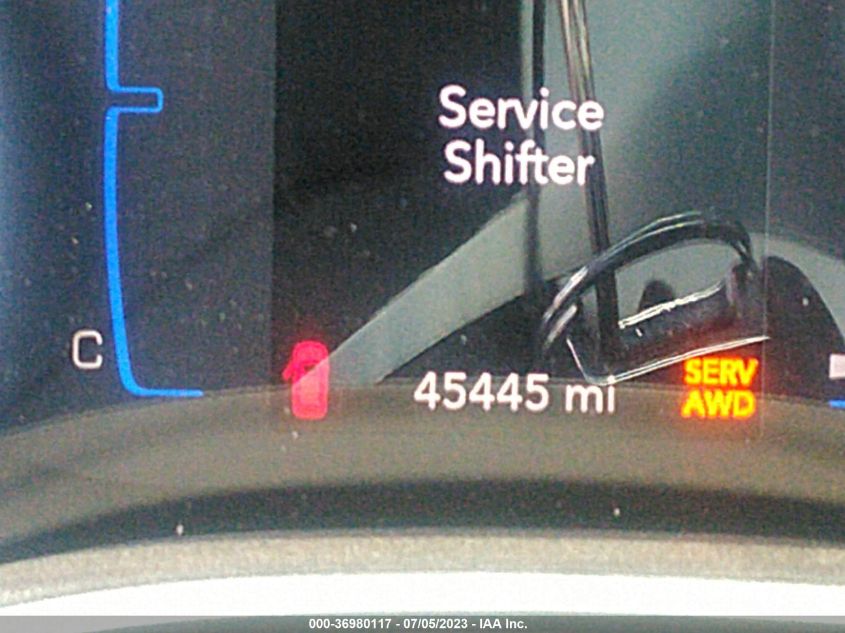 Service
Shifter
C
45445 mi
SERV
AWD
000-36980117 - 07/05/2023 - IAA Inc.